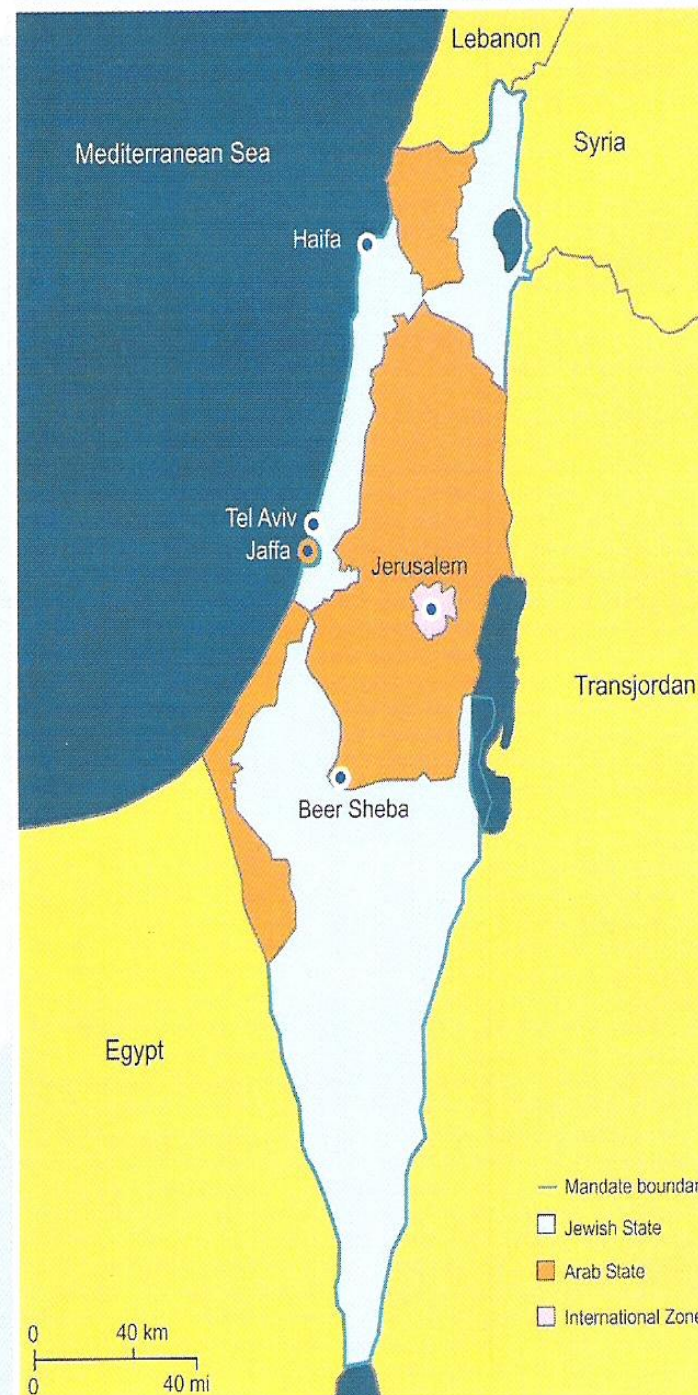 Lebanon
Mediterranean Sea
Syria
Haifa
Tel Aviv
Jaffa
Jerusalem
Transjordan
Beer Sheba
Egypt
Mandate boundar
Jewish State
Arab State
International Zone
0 40 km
0 40 mi